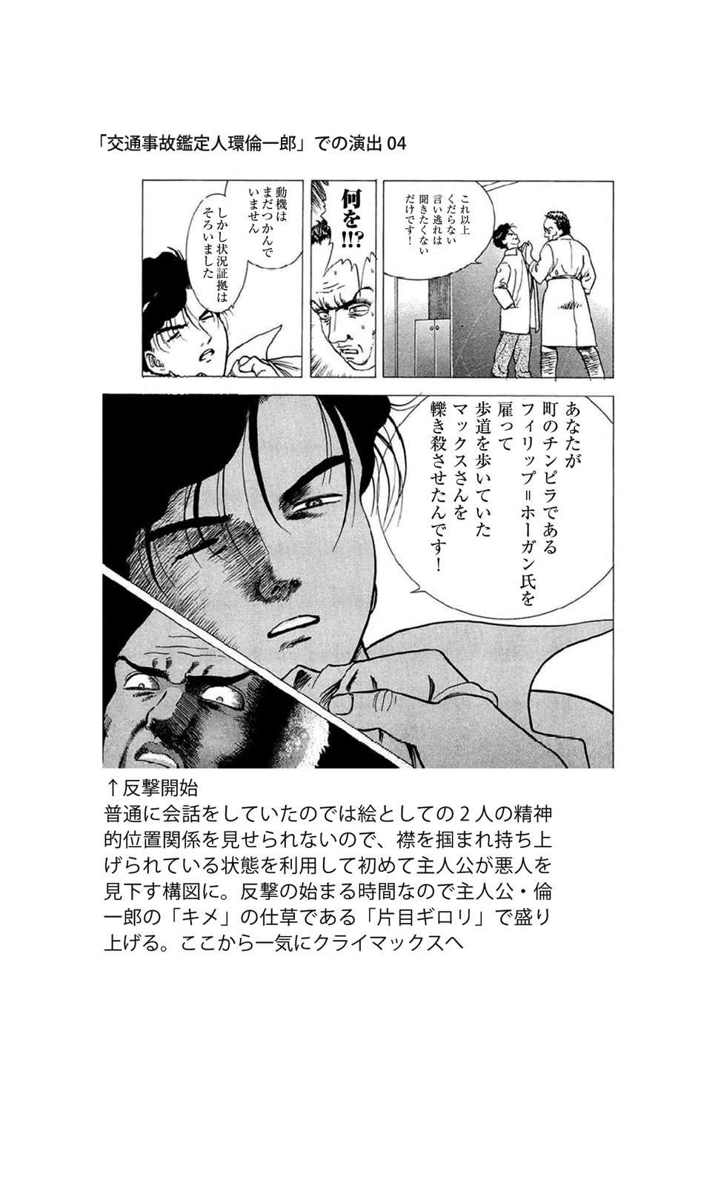 「交通事故鑑定人環倫一郎」での演出 04
これ以上
くだらない
言い逃れは
聞きたくない
だけです！
何を!!?
動機は
まだつかんで
いません
しかし状況証拠は
そろいました
あなたが
町のチンピラである
フィリップ＝ホーガン氏を
雇って
歩道を歩いていた
マックスさんを
轢き殺させたんです！
↑反撃開始
普通に会話をしていたのでは絵としての 2 人の精神
的位置関係を見せられないので、襟を掴まれ持ち上
げられている状態を利用して初めて主人公が悪人を
見下す構図に。反撃の始まる時間なので主人公・倫
一郎の「キメ」の仕草である「片目ギロリ」で盛り
上げる。ここから一気にクライマックスへ